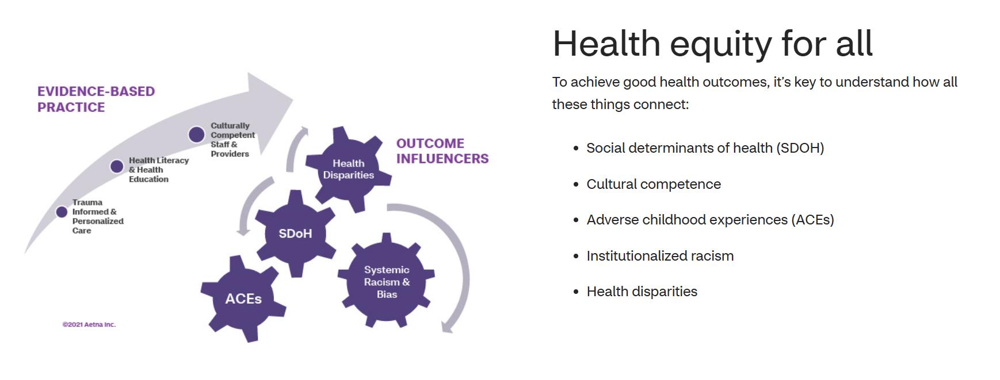 EVIDENCE-BASED
PRACTICE
Culturally
Competent
Staff &
Providers
Health Literacy
& Health
Education
Trauma
Informed &
Personalized
Care
OUTCOME
INFLUENCERS
Health
Disparities
SDoH
Systemic
Racism &
Bias
ACEs
©2021 Aetna Inc.
Health equity for all
To achieve good health outcomes, it’s key to understand how all
these things connect:
• Social determinants of health (SDOH)
• Cultural competence
• Adverse childhood experiences (ACEs)
• Institutionalized racism
• Health disparities